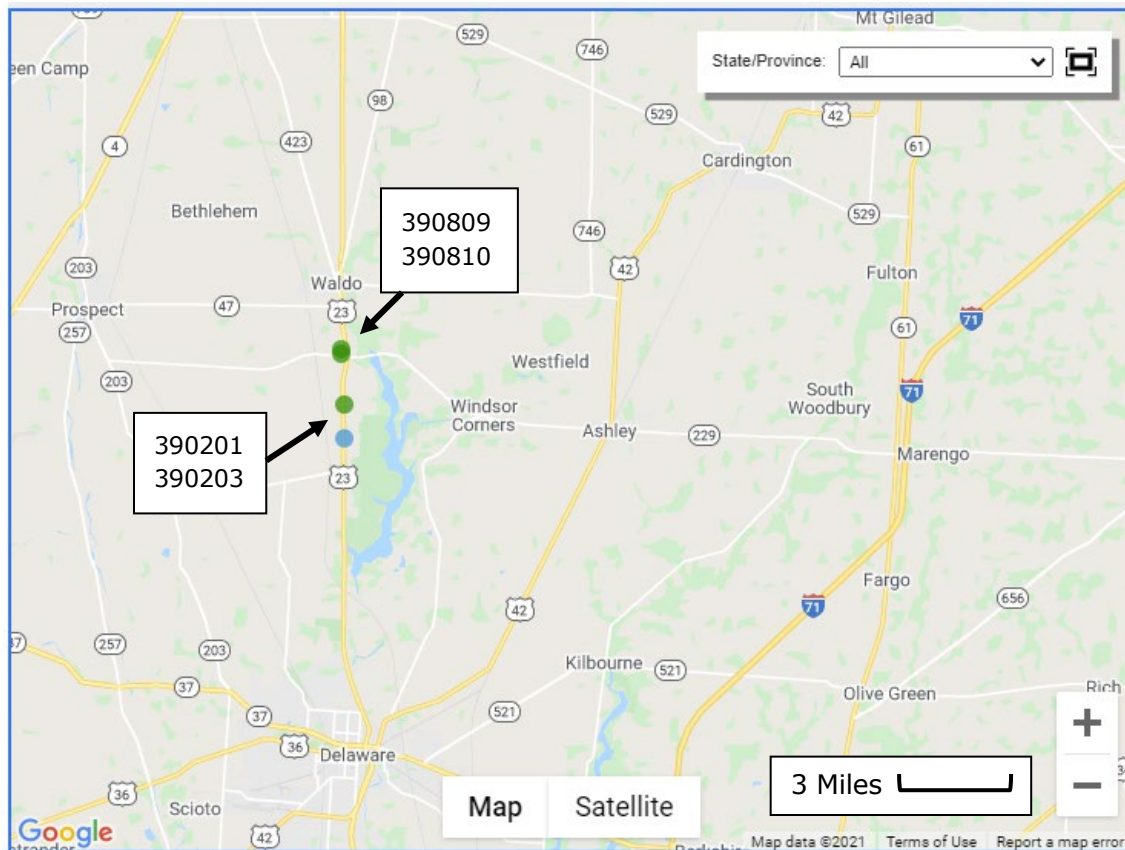 Mt Gilead
529
746
State/Province:
All
een Camp
98
529
42
4
423
61
Cardington
Bethlehem
390809
390810
529
746
203
42
Fulton
Waldo
Prospect
47
23
257
61
71
Westfield
203
South
Woodbury
71
Windsor
Corners
390201
390203
Ashley
229
Marengo
23
Fargo
42
71
656
37
257
203
Kilbourne
521
37
Olive Green
Rich
37
521
36
Delaware
+
3 Miles
−
36
Scioto
Map
Satellite
42
Google
Map data ©2021
Terms of Use
Report a map error